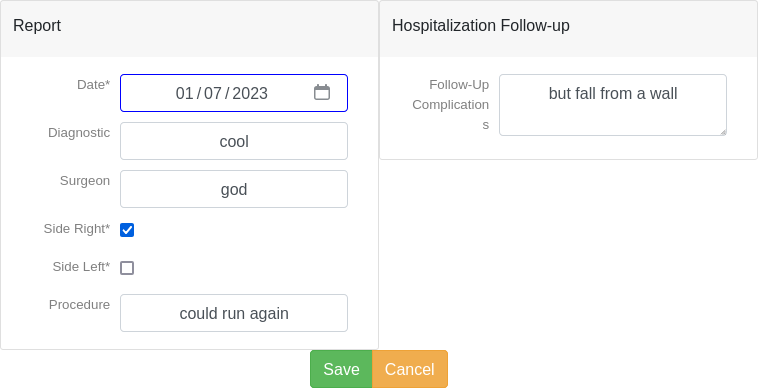 Report
Date*
01/07/2023
Diagnostic
cool
Surgeon
god
Side Right*
Side Left*
Procedure
could run again
Hospitalization Follow-up
Follow-Up
Complication
s
but fall from a wall
Save
Cancel